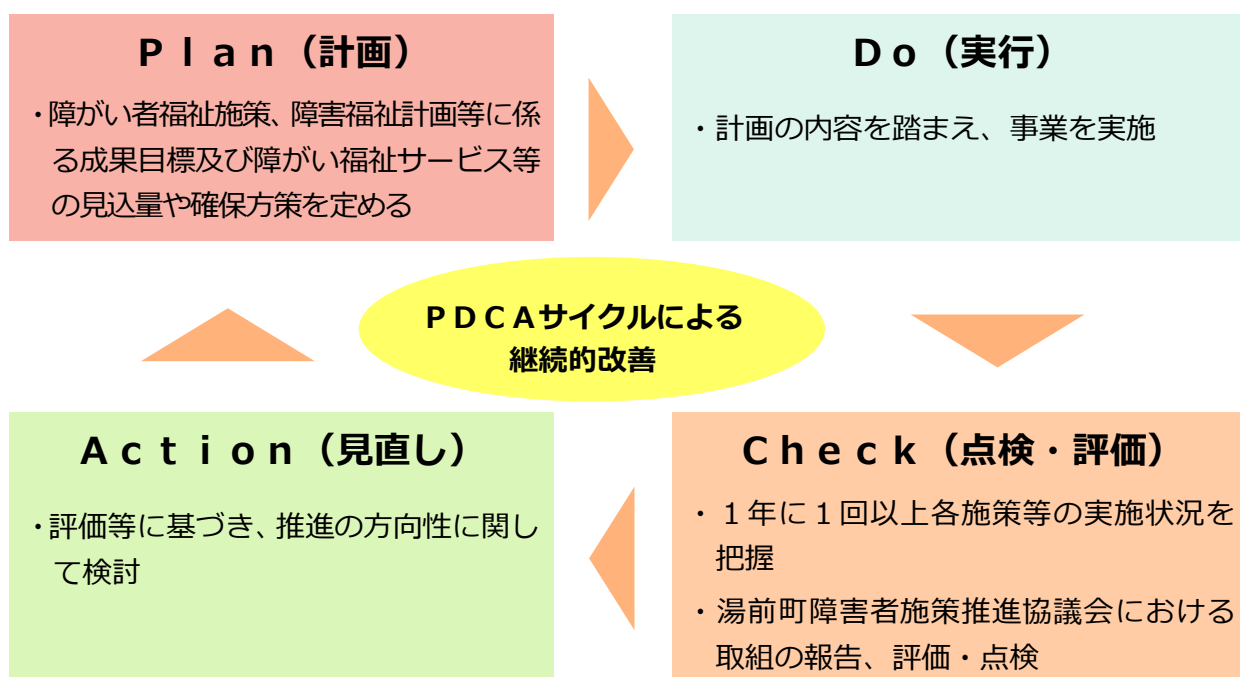 Ｐｌａｎ（計画）
・障がい者福祉施策、障害福祉計画等に係
る成果目標及び障がい福祉サービス等
の見込量や確保方策を定める
Ｄｏ（実行）
・計画の内容を踏まえ、事業を実施
ＰＤＣＡサイクルによる
継続的改善
Ａｃｔｉｏｎ（見直し）
・評価等に基づき、推進の方向性に関し
て検討
Ｃｈｅｃｋ（点検・評価）
・１年に１回以上各施策等の実施状況を
把握
・湯前町障害者施策推進協議会における
取組の報告、評価・点検